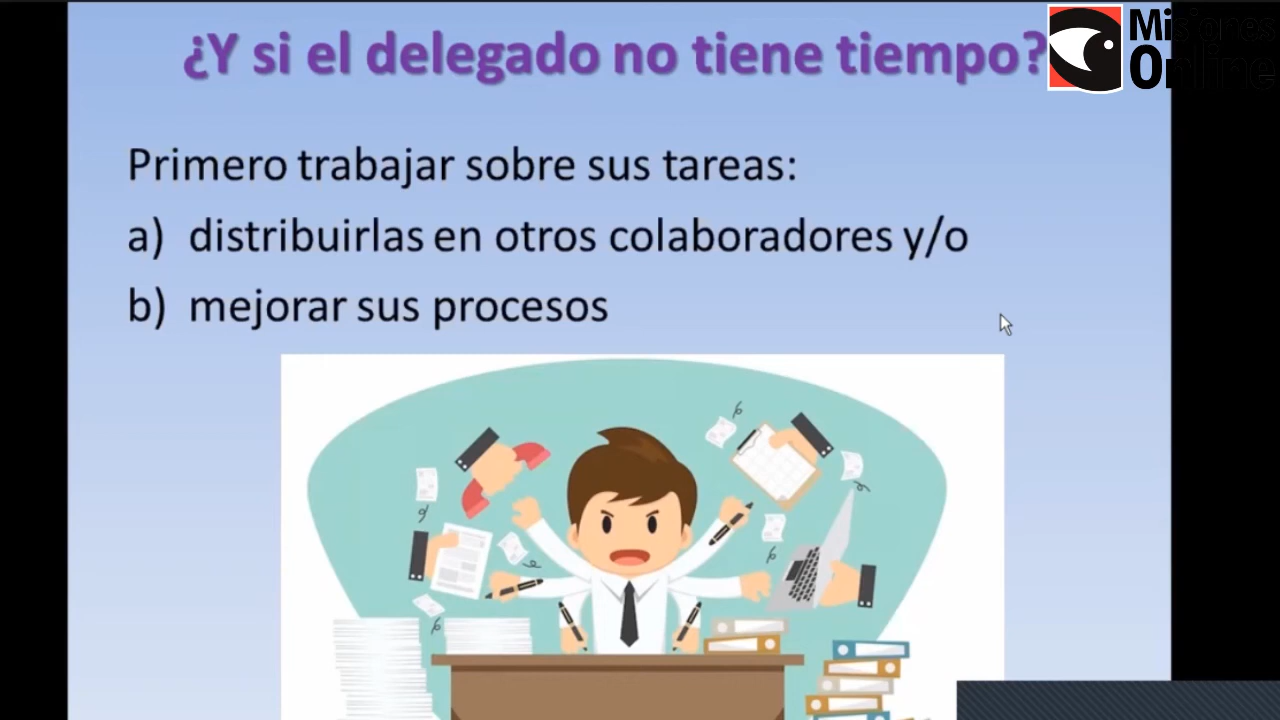 ¿Y si el delegado no tiene tiempo?
Misiones
Online
Primero trabajar sobre sus tareas:
a) distribuirlas en otros colaboradores y/o
b) mejorar sus procesos